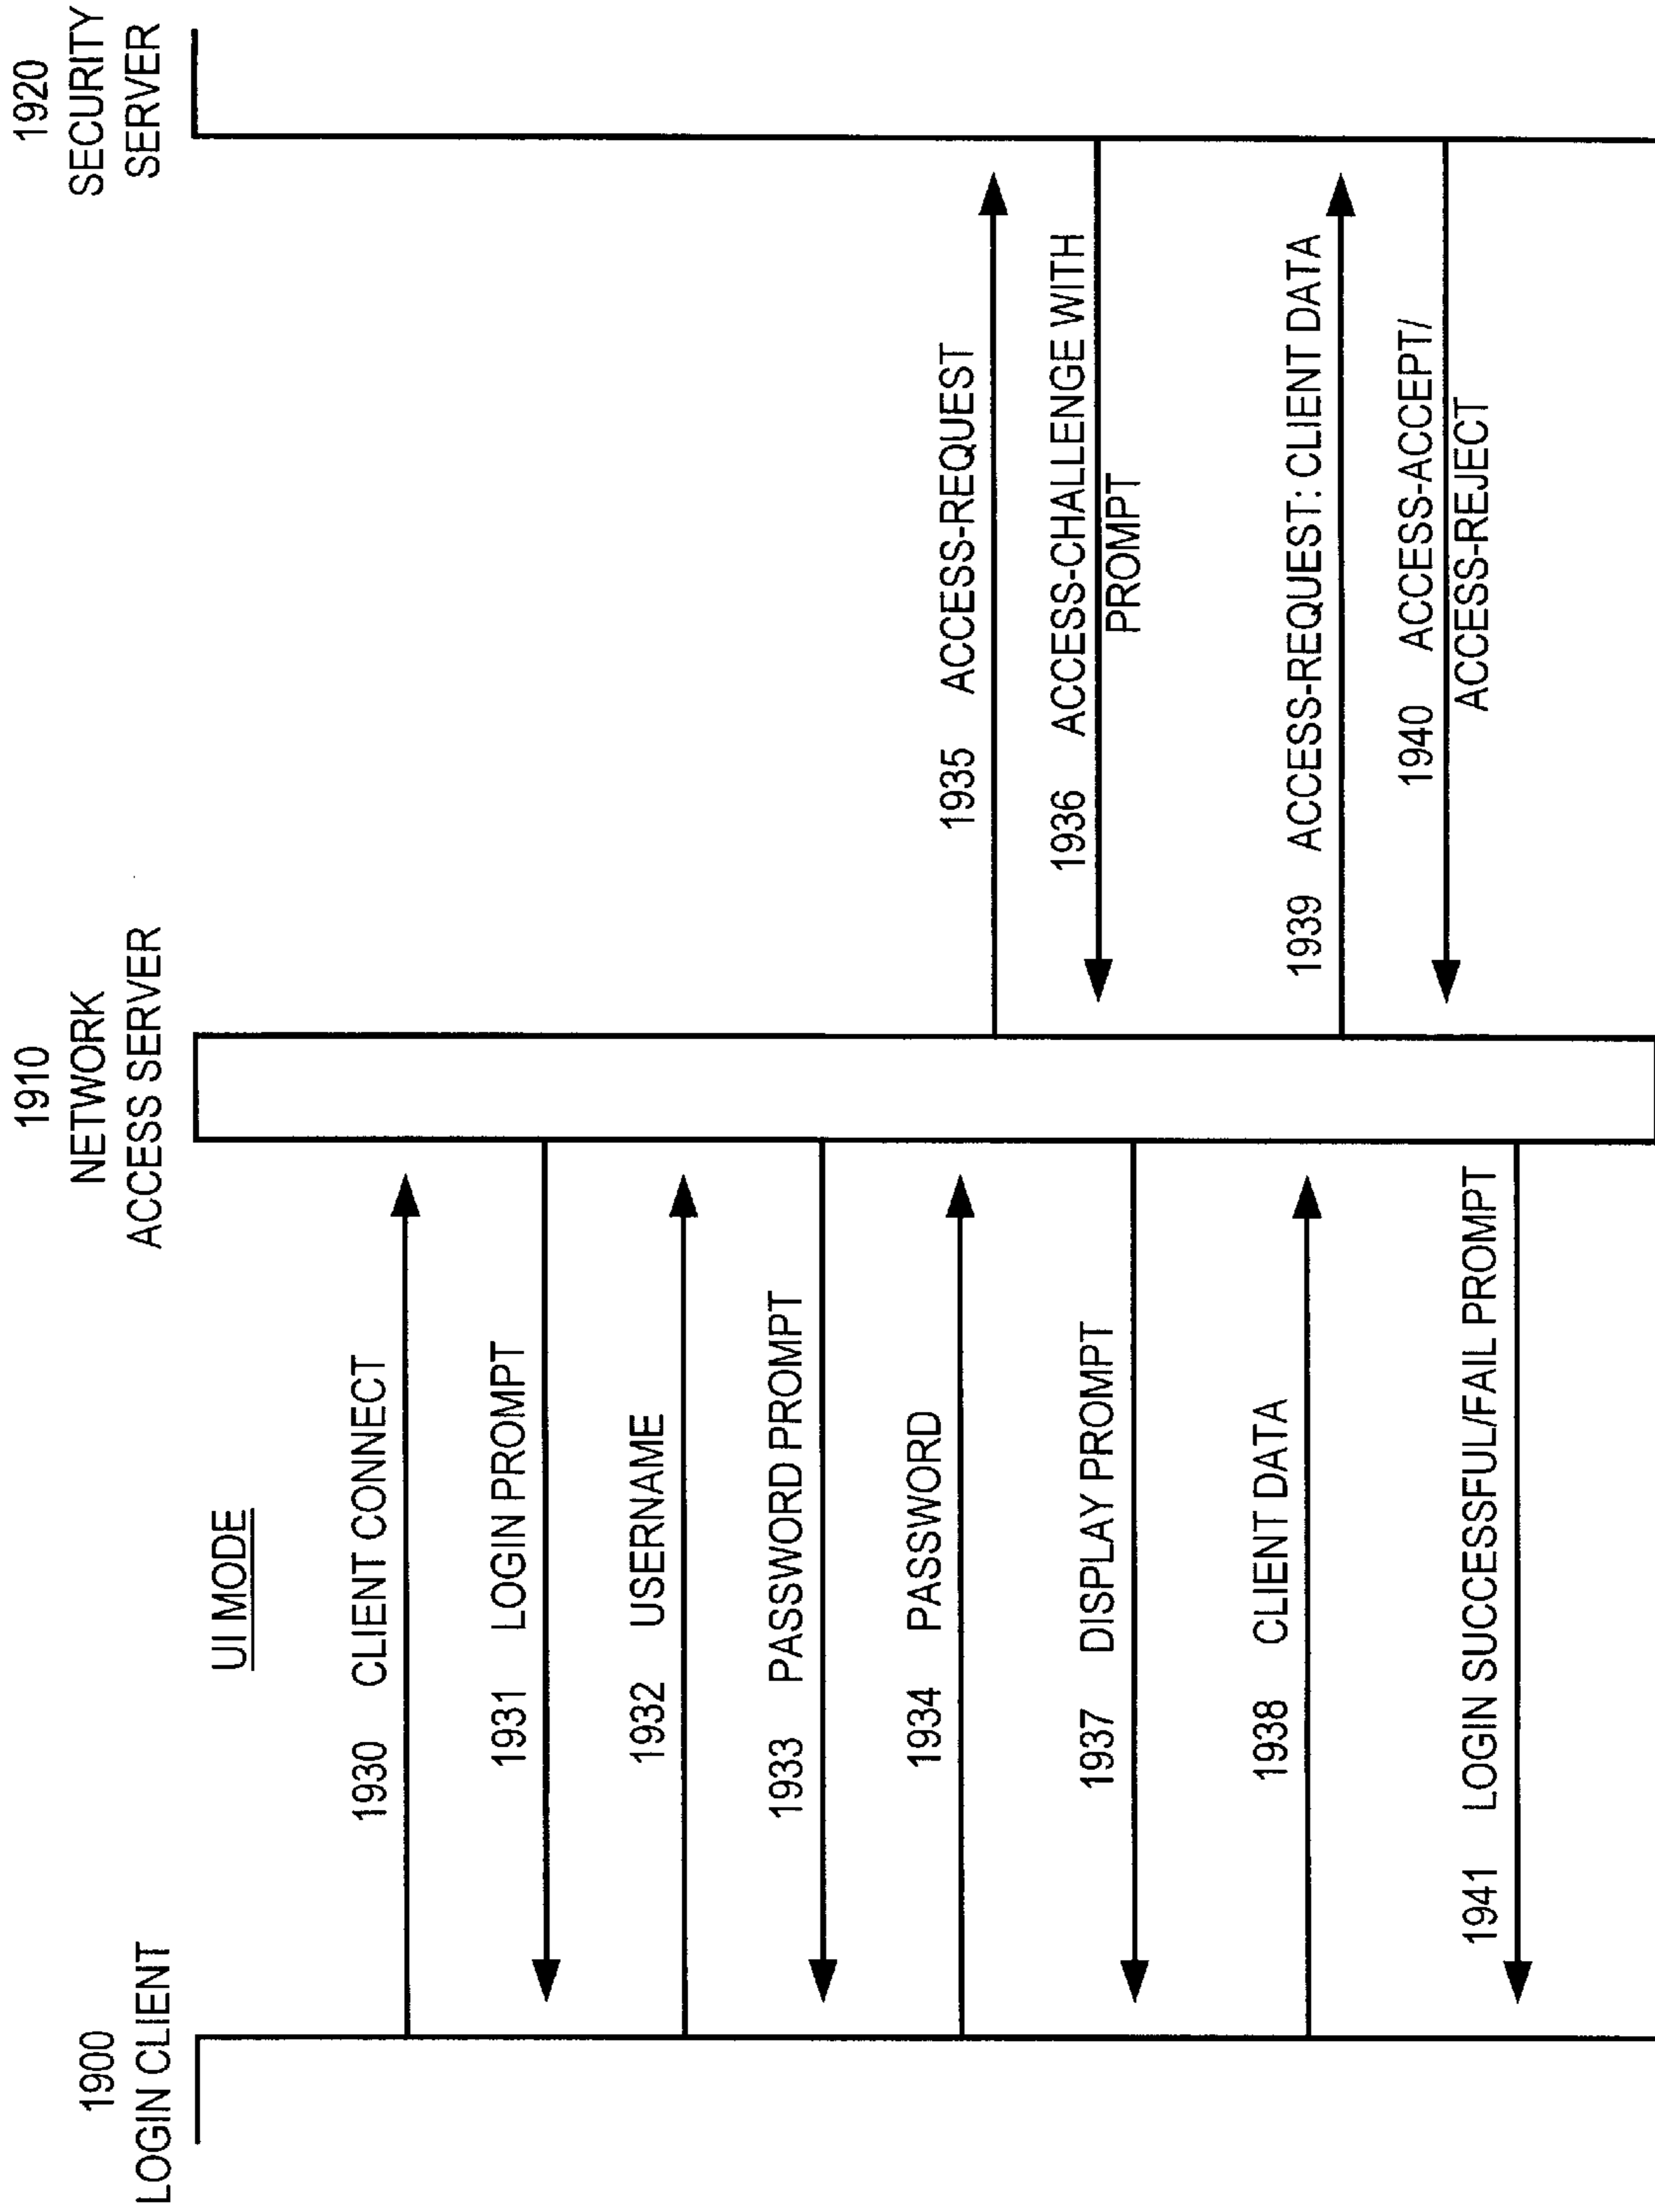 1900
LOGIN CLIENT
1910
NETWORK
ACCESS SERVER
1920
SECURITY
SERVER
UI MODE
1930 CLIENT CONNECT
1931 LOGIN PROMPT
1932 USERNAME
1933 PASSWORD PROMPT
1934 PASSWORD
1935 ACCESS-REQUEST
1936 ACCESS-CHALLENGE WITH
PROMPT
1937 DISPLAY PROMPT
1938 CLIENT DATA
1939 ACCESS-REQUEST: CLIENT DATA
1940 ACCESS-ACCEPT/
ACCESS-REJECT
1941 LOGIN SUCCESSFUL/FAIL PROMPT